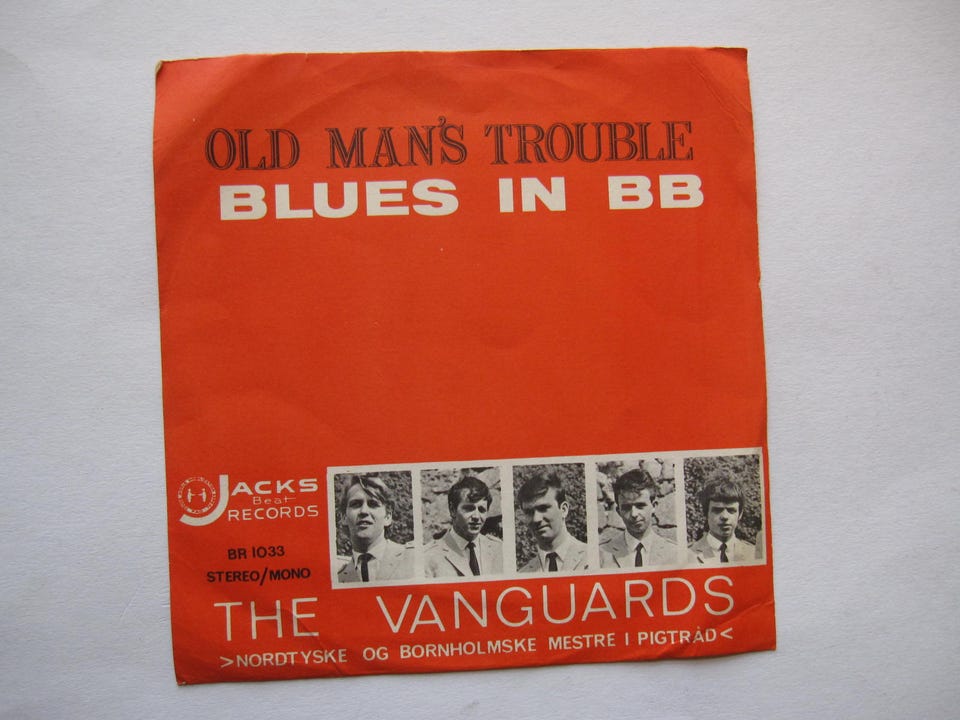 OLD MAN'S TROUBLE
BLUES IN BB
JACKS
Beat
RECORDS
BR 1033
STEREO/MONO
THE VANGUARDS
>NORDTYSKE OG BORNHOLMSKE MESTRE I PIGTRÅD<